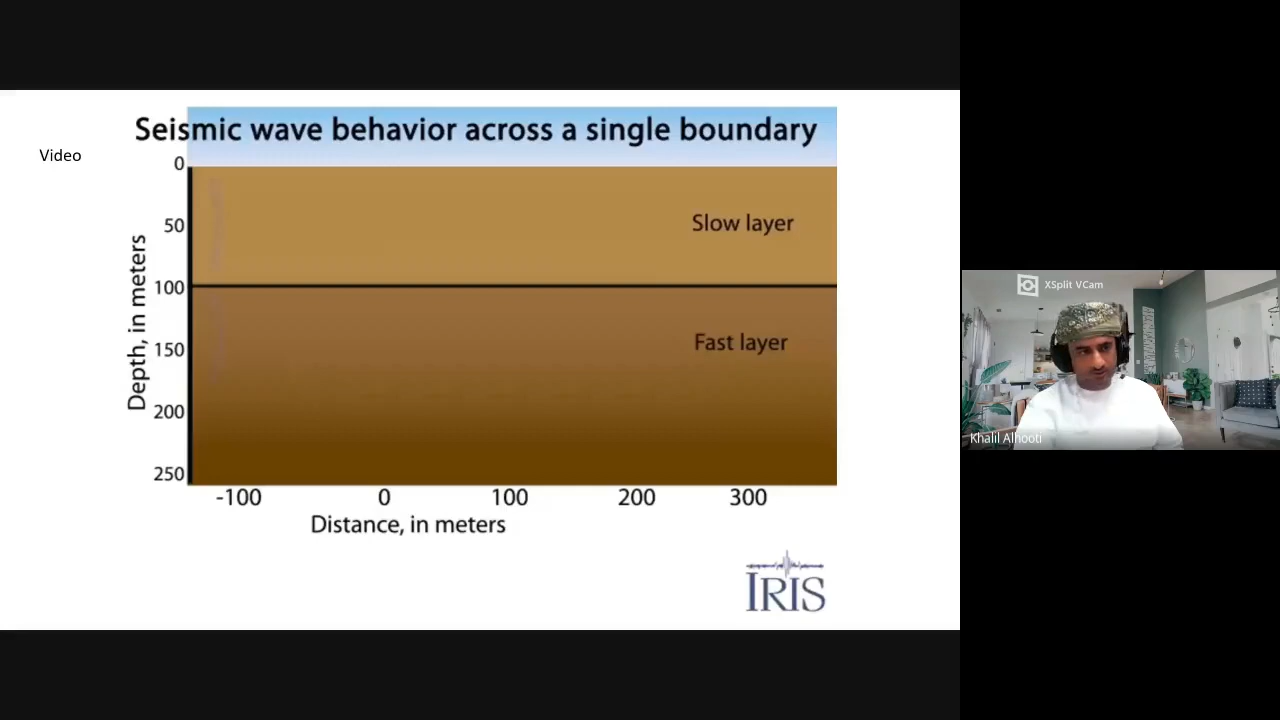 Seismic wave behavior across a single boundary
Video
0
50
100
150
200
250
Depth, in meters
Slow layer
Fast layer
-100 0 100 200 300
Distance, in meters
IRIS
XSplit VCam
Khalil Alhooti